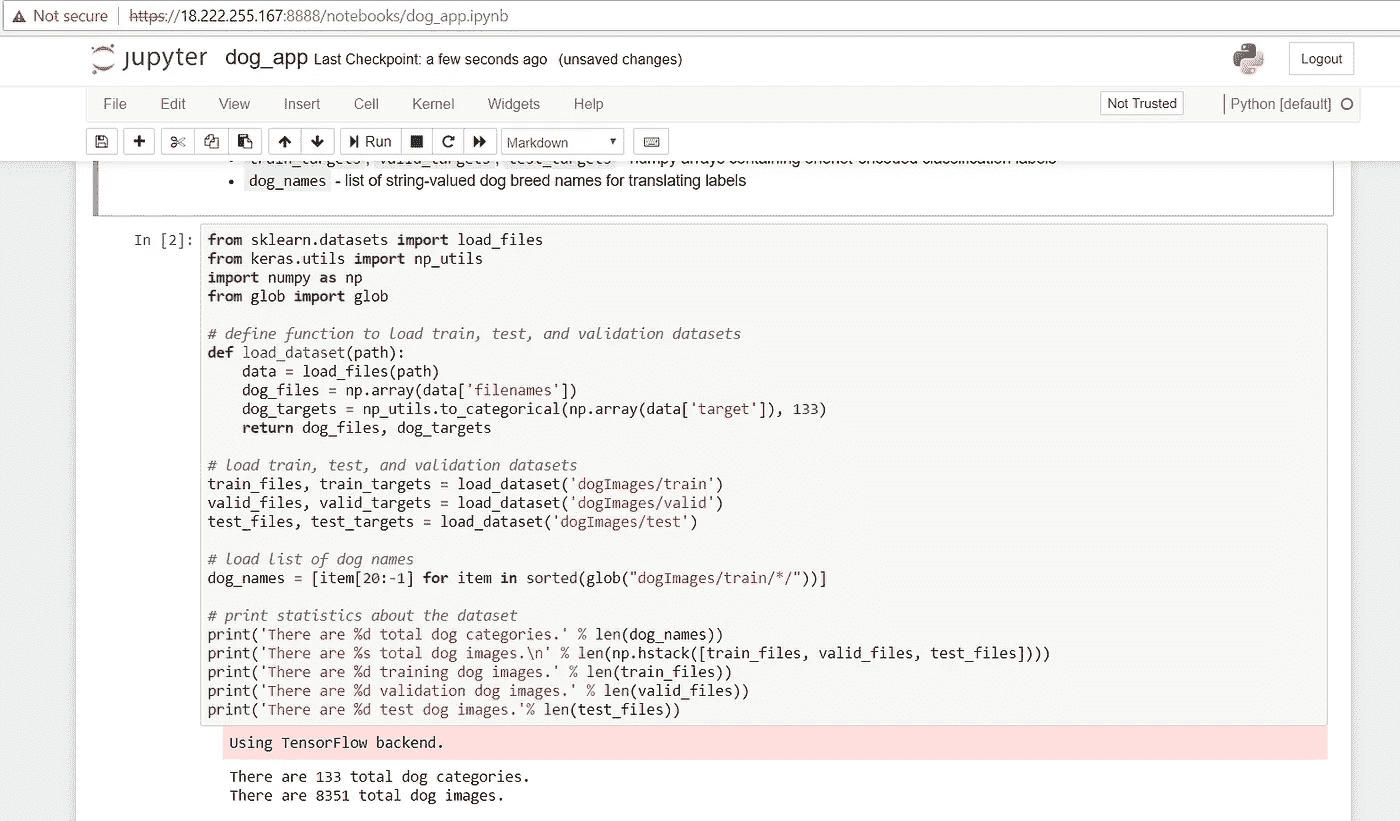 Not secure https://18.222.255.167:8888/notebooks/dog_app.ipynb
jupyter dog_app Last Checkpoint: a few seconds ago (unsaved changes) Logout
File Edit View Insert Cell Kernel Widgets Help Not Trusted Python [default]
Run Markdown
train_targets, valid_targets, test_targets - numpy arrays containing onehot-encoded classification labels
• dog_names - list of string-valued dog breed names for translating labels
In [2]: from sklearn.datasets import load_files
from keras.utils import np_utils
import numpy as np
from glob import glob
# define function to load train, test, and validation datasets
def load_dataset(path):
    data = load_files(path)
    dog_files = np.array(data['filenames'])
    dog_targets = np_utils.to_categorical(np.array(data['target']), 133)
    return dog_files, dog_targets
# load train, test, and validation datasets
train_files, train_targets = load_dataset('dogImages/train')
valid_files, valid_targets = load_dataset('dogImages/valid')
test_files, test_targets = load_dataset('dogImages/test')
# load list of dog names
dog_names = [item[20:-1] for item in sorted(glob("dogImages/train/*/"))]
# print statistics about the dataset
print('There are %d total dog categories.' % len(dog_names))
print('There are %s total dog images.\n' % len(np.hstack([train_files, valid_files, test_files])))
print('There are %d training dog images.' % len(train_files))
print('There are %d validation dog images.' % len(valid_files))
print('There are %d test dog images.'% len(test_files))
Using TensorFlow backend.
There are 133 total dog categories.
There are 8351 total dog images.